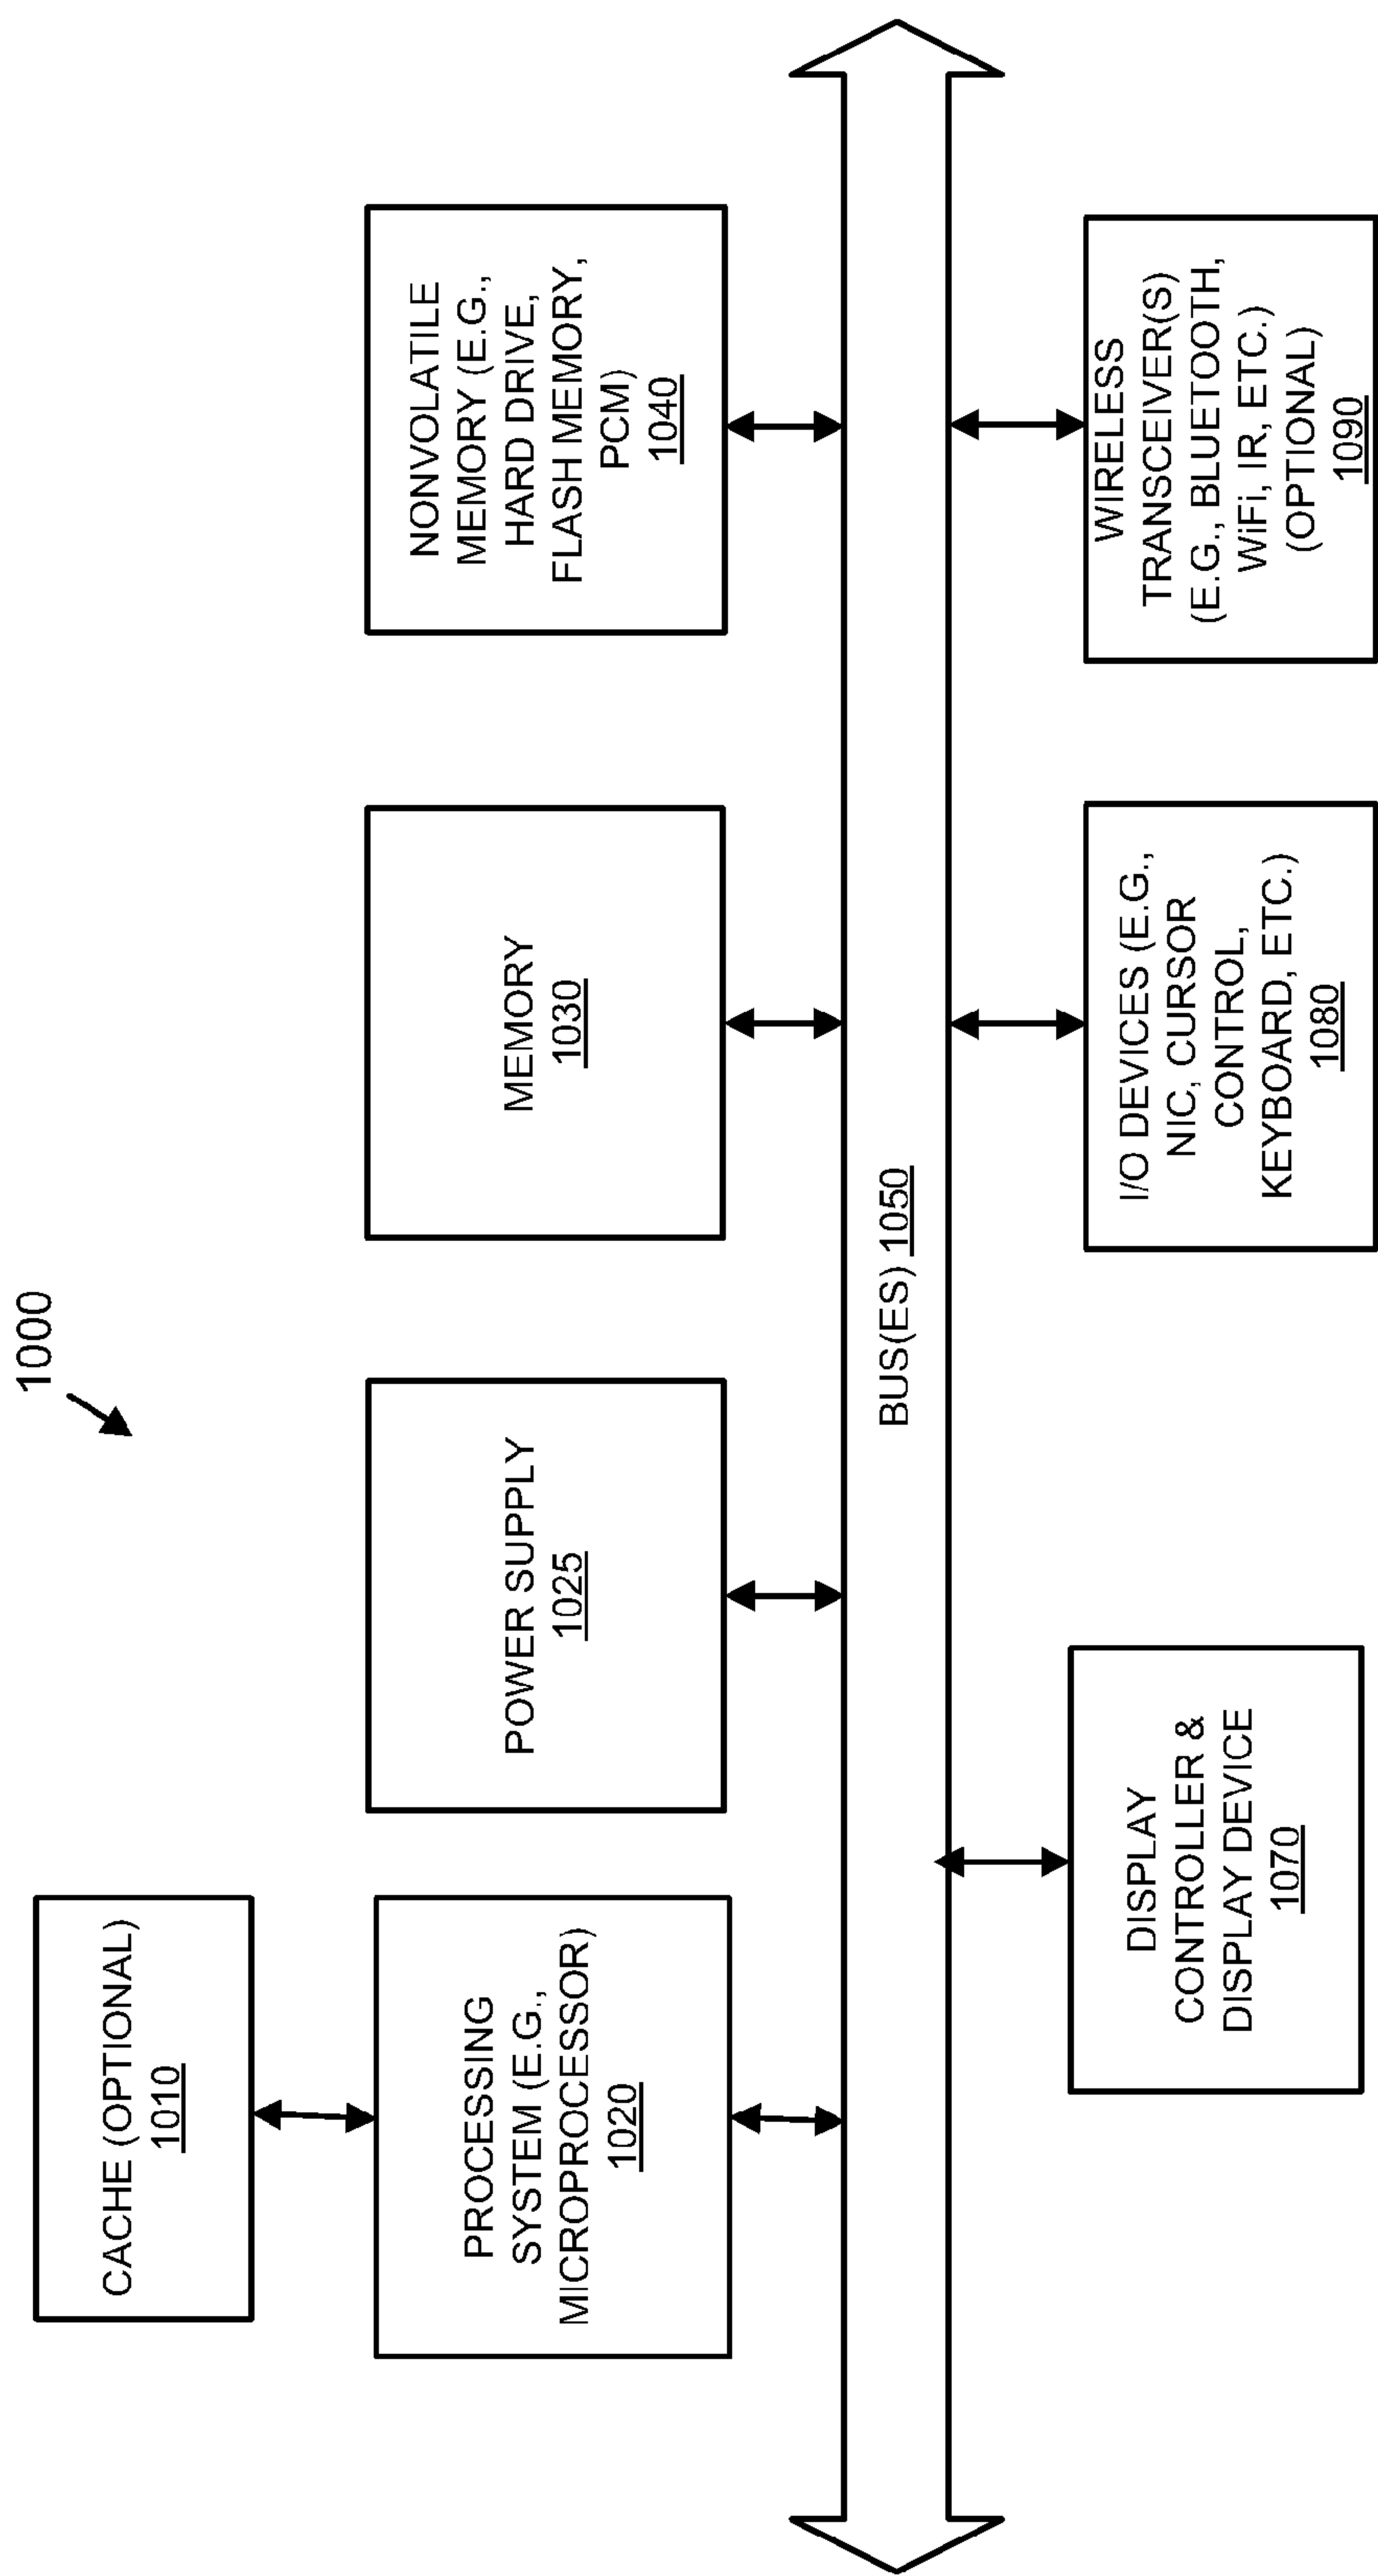 1000
CACHE (OPTIONAL)
1010
PROCESSING
SYSTEM (E.G.,
MICROPROCESSOR)
1020
POWER SUPPLY
1025
MEMORY
1030
NONVOLATILE
MEMORY (E.G.,
HARD DRIVE,
FLASH MEMORY,
PCM)
1040
BUS(ES) 1050
DISPLAY
CONTROLLER &
DISPLAY DEVICE
1070
I/O DEVICES (E.G.,
NIC, CURSOR
CONTROL,
KEYBOARD, ETC.)
1080
WIRELESS
TRANSCEIVER(S)
(E.G., BLUETOOTH,
WiFi, IR, ETC.)
(OPTIONAL)
1090